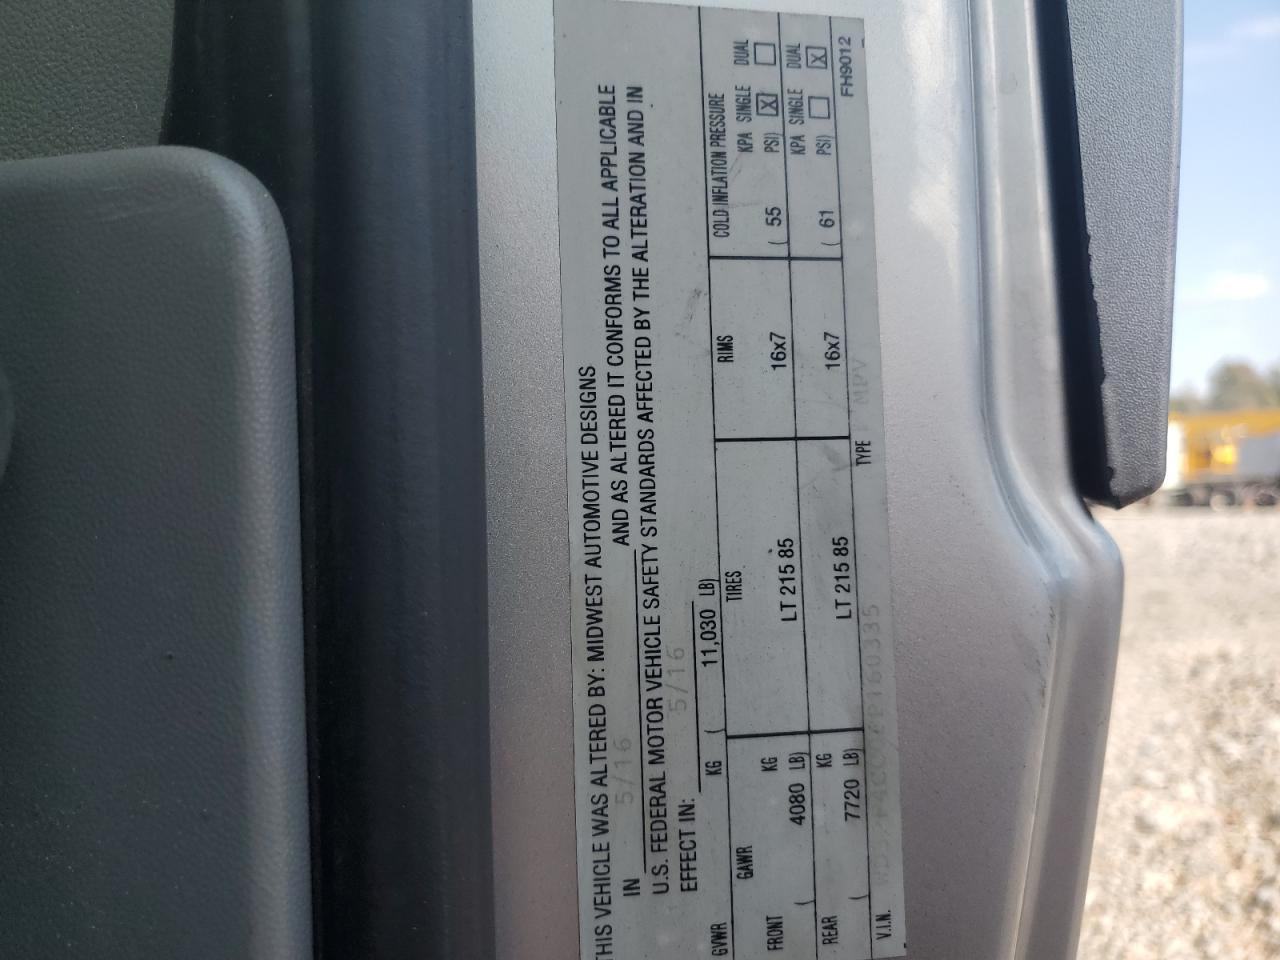 THIS VEHICLE WAS ALTERED BY: MIDWEST AUTOMOTIVE DESIGNS
IN 5/16 AND AS ALTERED IT CONFORMS TO ALL APPLICABLE
U.S. FEDERAL MOTOR VEHICLE SAFETY STANDARDS AFFECTED BY THE ALTERATION AND IN
EFFECT IN: 5/16
GVWR KG ( 11,030 LB)
GAWR TIRES RIMS COLD INFLATION PRESSURE
FRONT KG KPA SINGLE DUAL
( 4080 LB) LT 215 85 16x7 ( 55 PSI) X
REAR KG KPA SINGLE DUAL
( 7720 LB) LT 215 85 16x7 ( 61 PSI) X
V.I.N. TYPE MPV FH9012